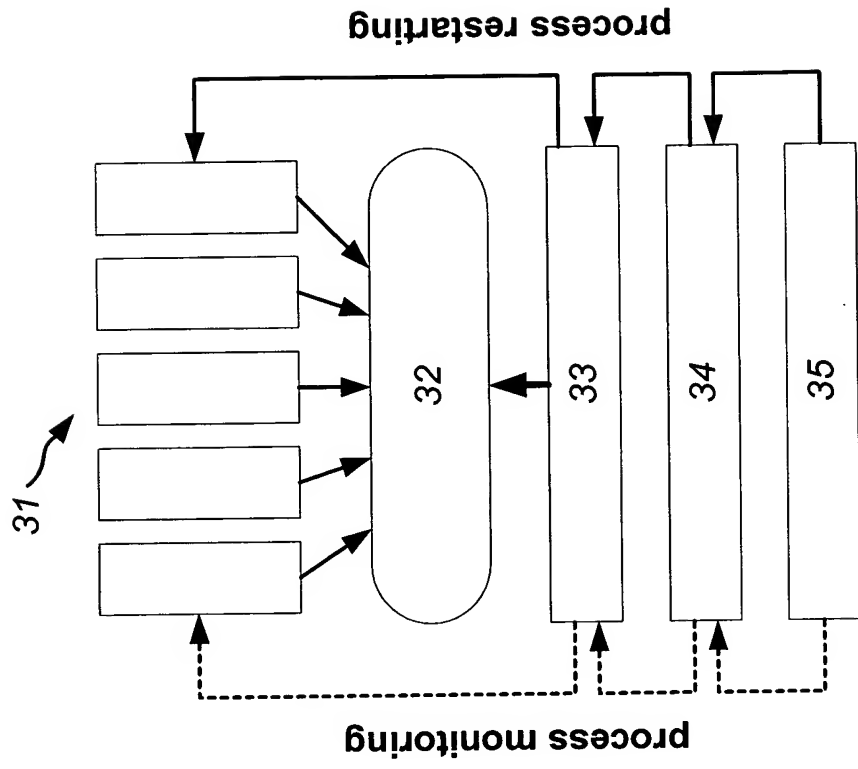 process restarting
31
32
33
34
35
process monitoring